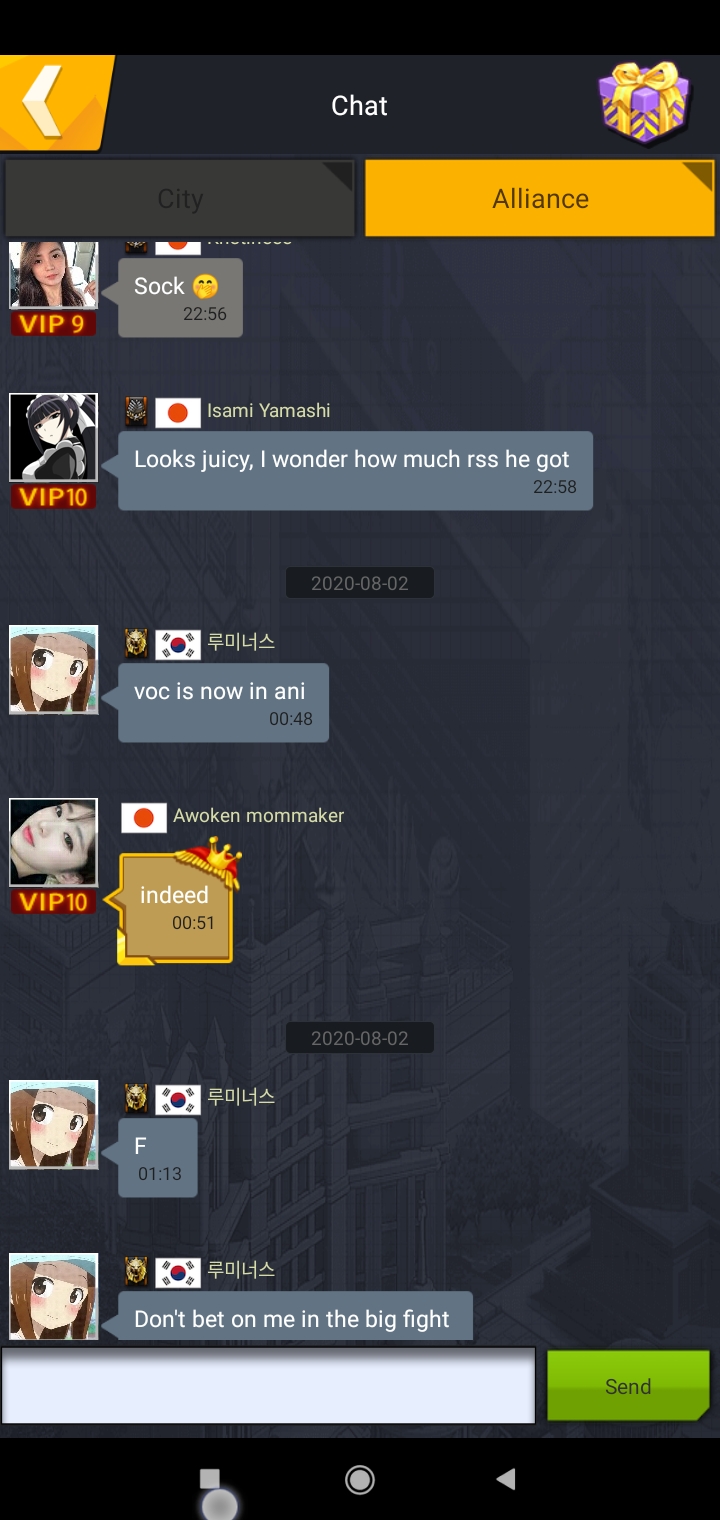 Chat
City
Alliance
Sock 🤭
22:56
VIP 9
Isami Yamashi
Looks juicy, I wonder how much rss he got
22:58
VIP10
2020-08-02
루미너스
voc is now in ani
00:48
Awoken mommaker
indeed
00:51
VIP10
2020-08-02
루미너스
F
01:13
루미너스
Don't bet on me in the big fight
Send